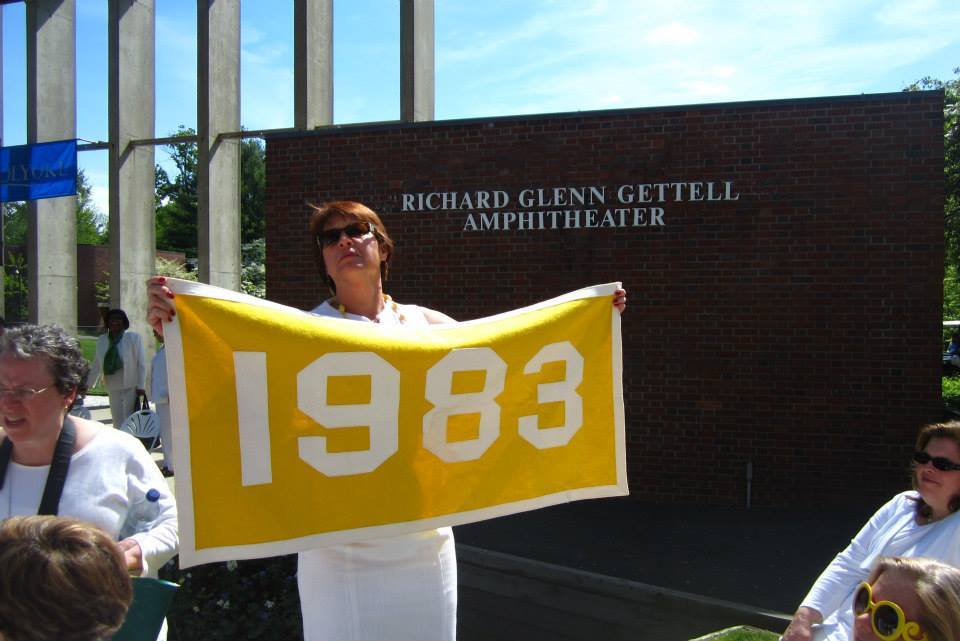 RICHARD GLENN GETTELL
AMPHITHEATER
1983